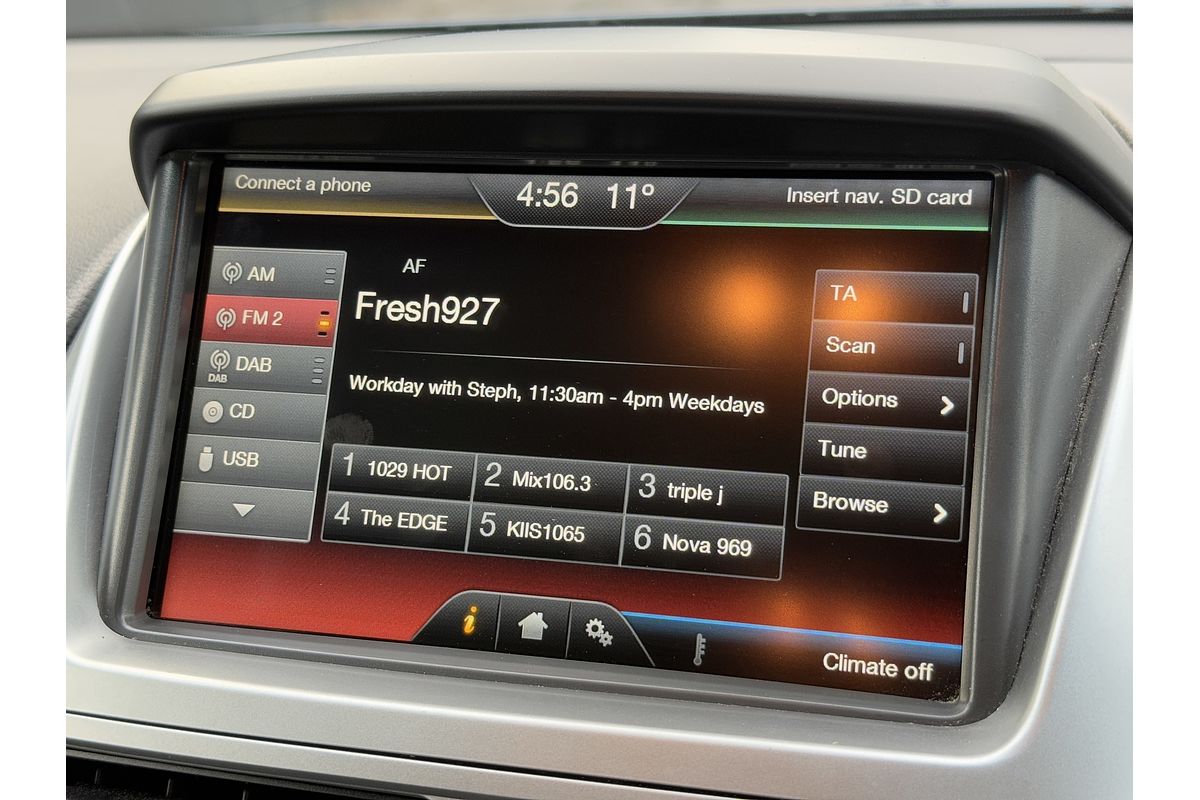 Connect a phone
4:56 11°
Insert nav. SD card
AM
FM 2
DAB
DAB
CD
USB
AF
Fresh927
Workday with Steph, 11:30am - 4pm Weekdays
1 1029 HOT
2 Mix106.3
3 triple j
4 The EDGE
5 KIIS1065
6 Nova 969
TA
Scan
Options
Tune
Browse
i
Climate off